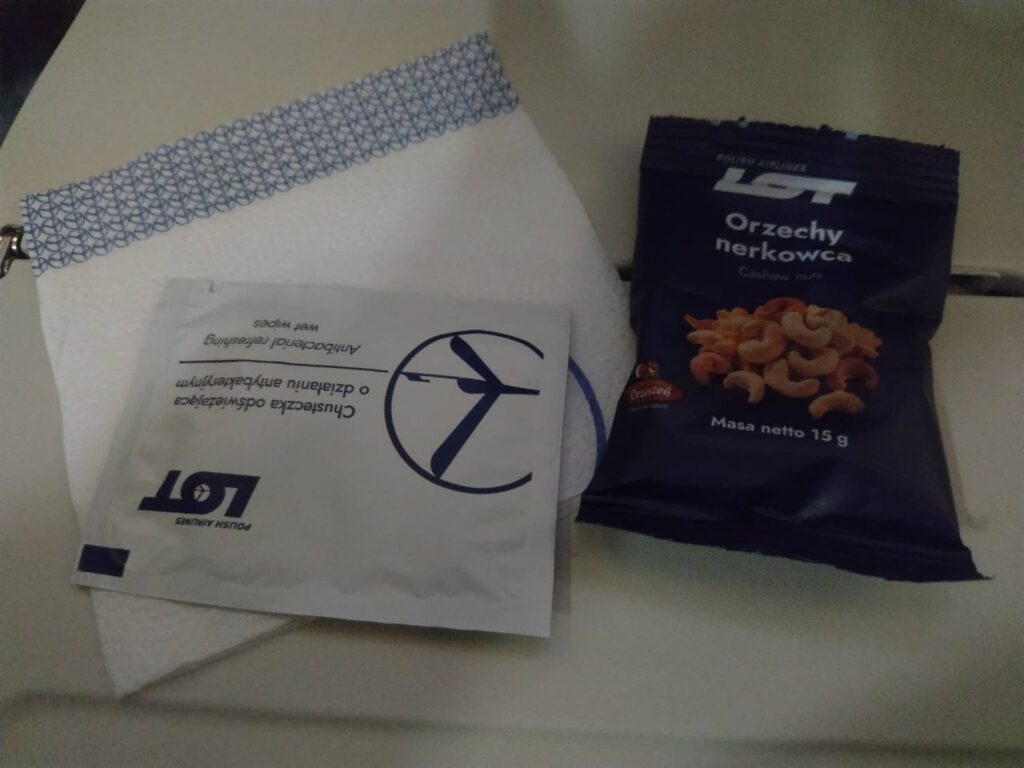 POLISH AIRLINES
LOT
Orzechy
nerkowca
Cashew nuts
Orzeszek
Masa netto 15 g
Chusteczka odświeżająca
o działaniu antybakteryjnym
Antibacterial refreshing
wet wipes
POLISH AIRLINES
LOT